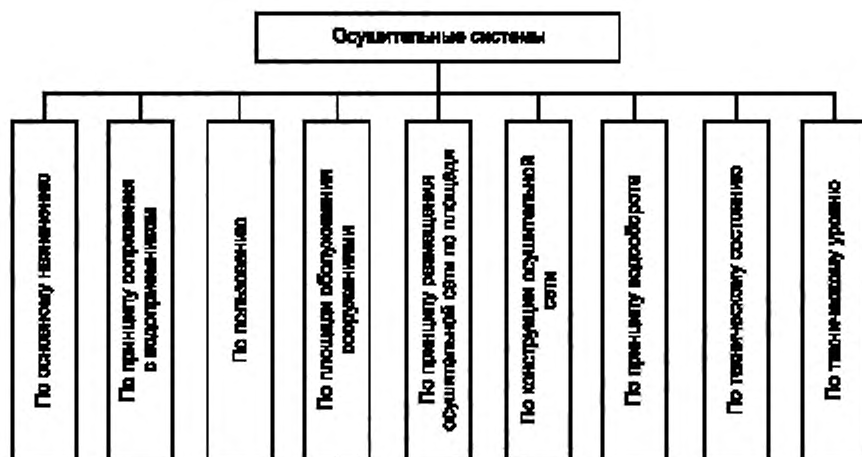 Осушительные системы
По основному назначению
По принципу сопряжения
с водоприемником
По пользованию
По площади обслуживания
сооружениями
По принципу размещения
осушительной сети по площади
По конструкции осушительной
сети
По принципу водооборота
По техническому состоянию
По техническому уровню